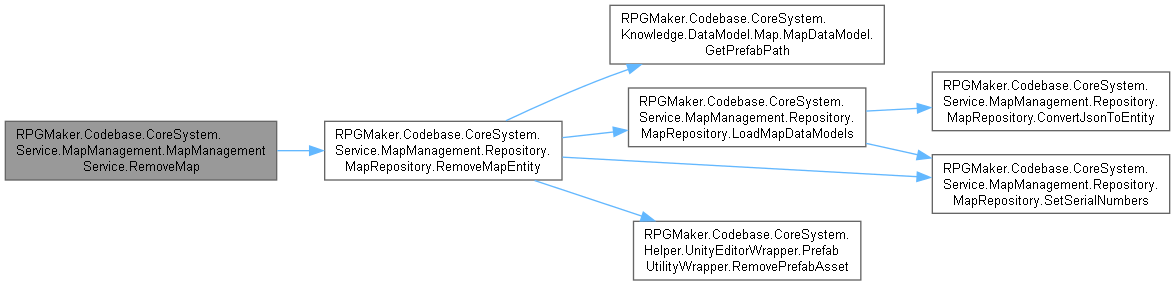 RPGMaker.Codebase.CoreSystem.
Service.MapManagement.MapManagement
Service.RemoveMap
RPGMaker.Codebase.CoreSystem.
Service.MapManagement.Repository.
MapRepository.RemoveMapEntity
RPGMaker.Codebase.CoreSystem.
Knowledge.DataModel.Map.MapDataModel.
GetPrefabPath
RPGMaker.Codebase.CoreSystem.
Service.MapManagement.Repository.
MapRepository.LoadMapDataModels
RPGMaker.Codebase.CoreSystem.
Service.MapManagement.Repository.
MapRepository.ConvertJsonToEntity
RPGMaker.Codebase.CoreSystem.
Service.MapManagement.Repository.
MapRepository.SetSerialNumbers
RPGMaker.Codebase.CoreSystem.
Helper.UnityEditorWrapper.Prefab
UtilityWrapper.RemovePrefabAsset